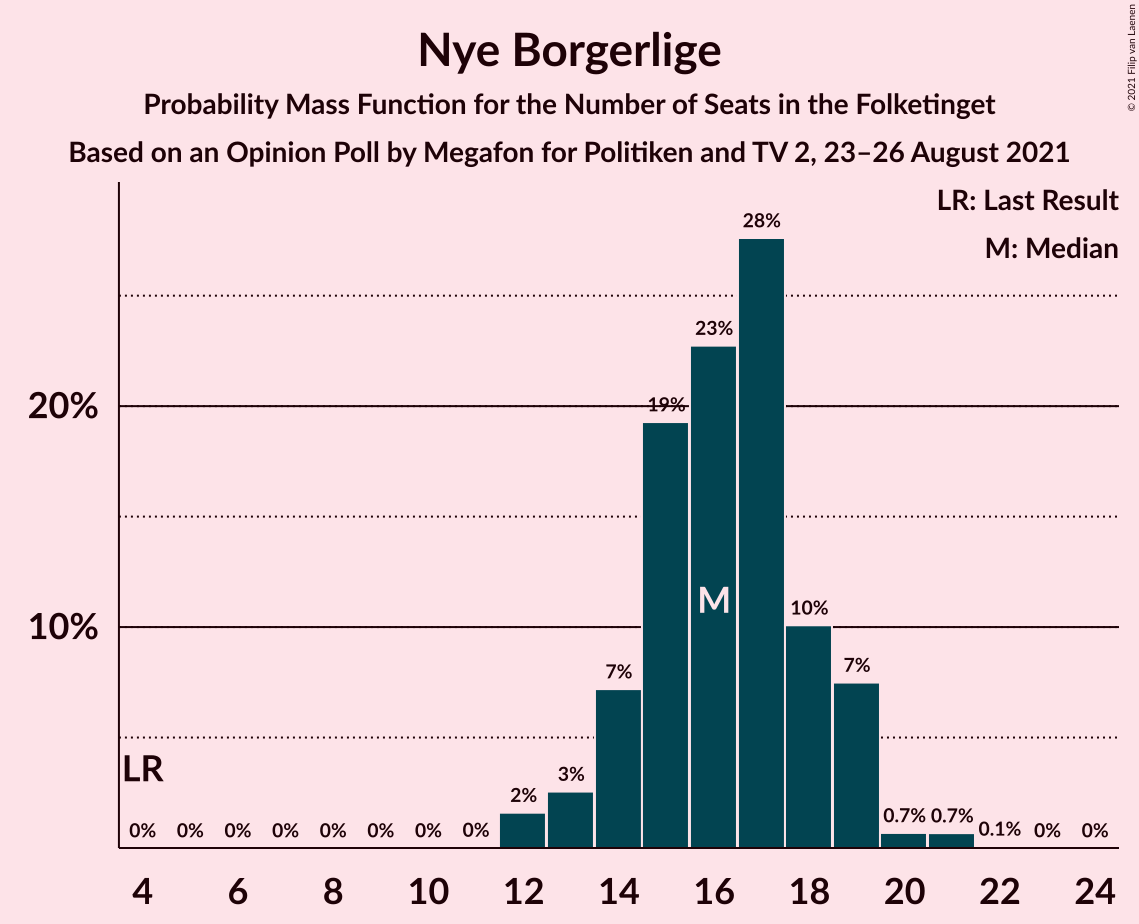 Nye Borgerlige
Probability Mass Function for the Number of Seats in the Folketinget
Based on an Opinion Poll by Megafon for Politiken and TV 2, 23–26 August 2021
© 2021 Filip van Laenen
LR: Last Result
M: Median
28%
23%
20%
19%
M
10%
10%
7%
7%
LR
3%
2%
0% 0% 0% 0% 0% 0% 0% 0% 0.7% 0.7% 0.1% 0% 0%
4 6 8 10 12 14 16 18 20 22 24